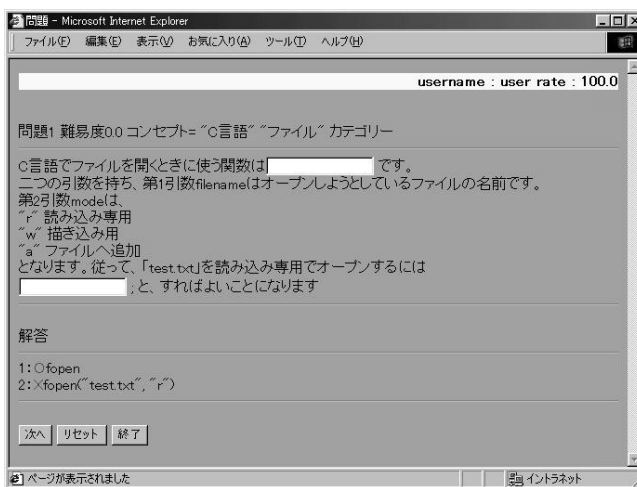 問題 - Microsoft Internet Explorer
ファイル(F) 編集(E) 表示(V) お気に入り(A) ツール(T) ヘルプ(H)
username : user rate : 100.0
問題1 難易度0.0 コンセプト= ″C言語″ ″ファイル″ カテゴリー
C言語でファイルを開くときに使う関数は です。
二つの引数を持ち、第1引数filenameはオープンしようとしているファイルの名前です。
第2引数modeは、
″r″ 読み込み専用
″w″ 描き込み用
″a″ ファイルへ追加
となります。従って、「test.txt」を読み込み専用でオープンするには
;と、すればよいことになります
解答
1:○fopen
2:×fopen(″test.txt″, ″r″)
次へ リセット 終了
ページが表示されました イントラネット